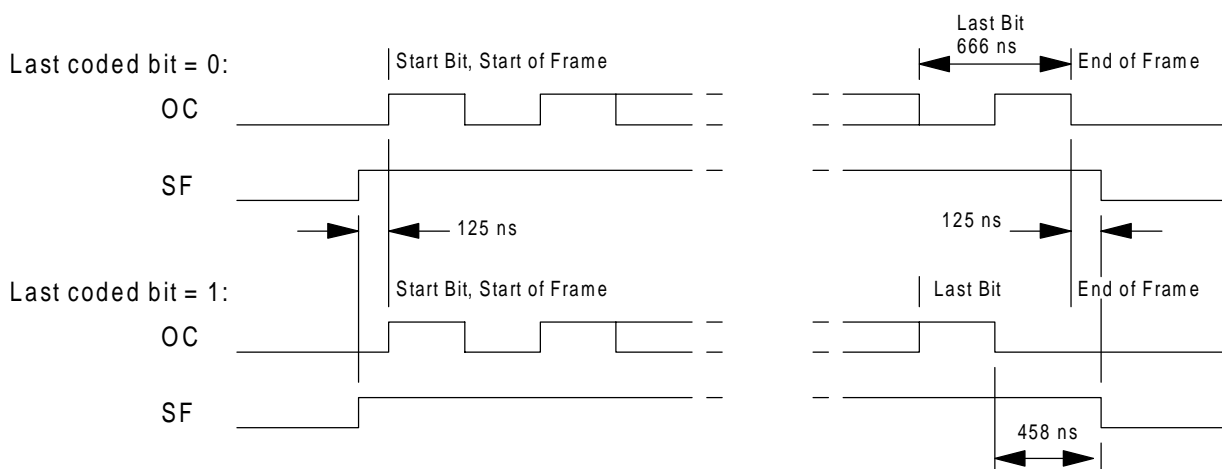 Last Bit
666 ns
Last coded bit = 0:
Start Bit, Start of Frame
End of Frame
OC
SF
125 ns
125 ns
Last coded bit = 1:
Start Bit, Start of Frame
Last Bit
End of Frame
OC
SF
458 ns